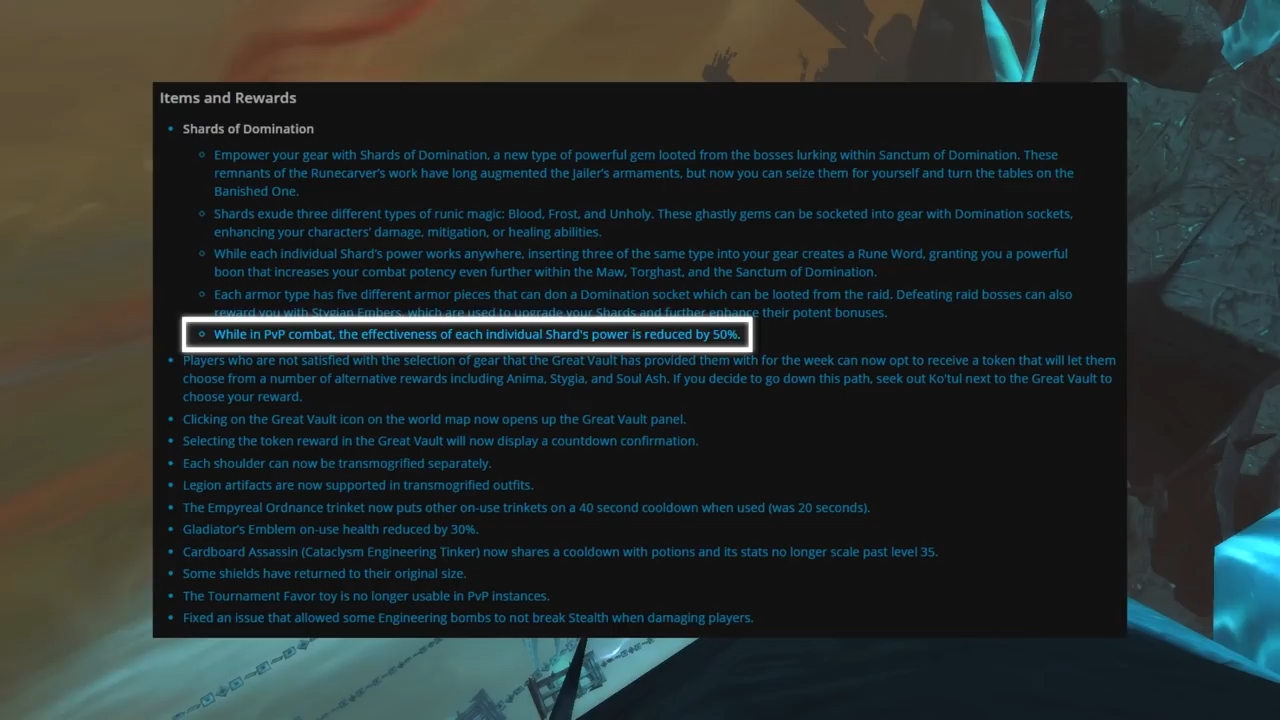 Items and Rewards
Shards of Domination
Empower your gear with Shards of Domination, a new type of powerful gem looted from the bosses lurking within Sanctum of Domination. These
remnants of the Runecarver's work have long augmented the Jailer's armaments, but now you can seize them for yourself and turn the tables on the
Banished One.
Shards exude three different types of runic magic: Blood, Frost, and Unholy. These ghastly gems can be socketed into gear with Domination sockets,
enhancing your characters' damage, mitigation, or healing abilities.
While each individual Shard's power works anywhere, inserting three of the same type into your gear creates a Rune Word, granting you a powerful
boon that increases your combat potency even further within the Maw, Torghast, and the Sanctum of Domination.
Each armor type has five different armor pieces that can don a Domination socket which can be looted from the raid. Defeating raid bosses can also
reward you with Stygian Embers, which are used to upgrade your Shards and further enhance their potent bonuses.
While in PvP combat, the effectiveness of each individual Shard's power is reduced by 50%.
Players who are not satisfied with the selection of gear that the Great Vault has provided them with for the week can now opt to receive a token that will let them
choose from a number of alternative rewards including Anima, Stygia, and Soul Ash. If you decide to go down this path, seek out Ko'tul next to the Great Vault to
choose your reward.
Clicking on the Great Vault icon on the world map now opens up the Great Vault panel.
Selecting the token reward in the Great Vault will now display a countdown confirmation.
Each shoulder can now be transmogrified separately.
Legion artifacts are now supported in transmogrified outfits.
The Empyreal Ordnance trinket now puts other on-use trinkets on a 40 second cooldown when used (was 20 seconds).
Gladiator's Emblem on-use health reduced by 30%.
Cardboard Assassin (Cataclysm Engineering Tinker) now shares a cooldown with potions and its stats no longer scale past level 35.
Some shields have returned to their original size.
The Tournament Favor toy is no longer usable in PvP instances.
Fixed an issue that allowed some Engineering bombs to not break Stealth when damaging players.